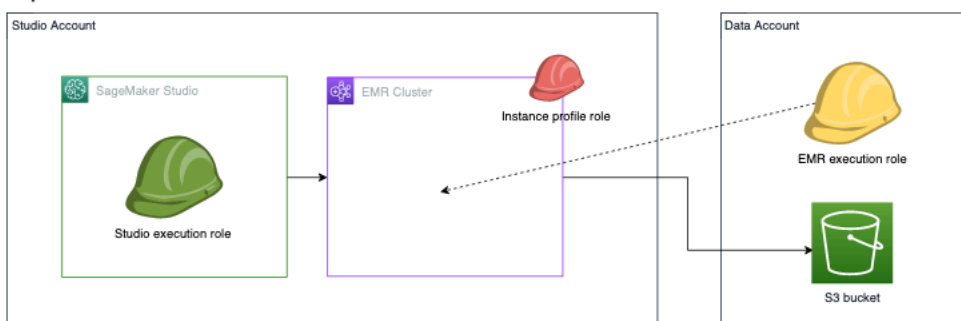 Studio Account
Data Account
SageMaker Studio
EMR Cluster
Instance profile role
EMR execution role
Studio execution role
S3 bucket